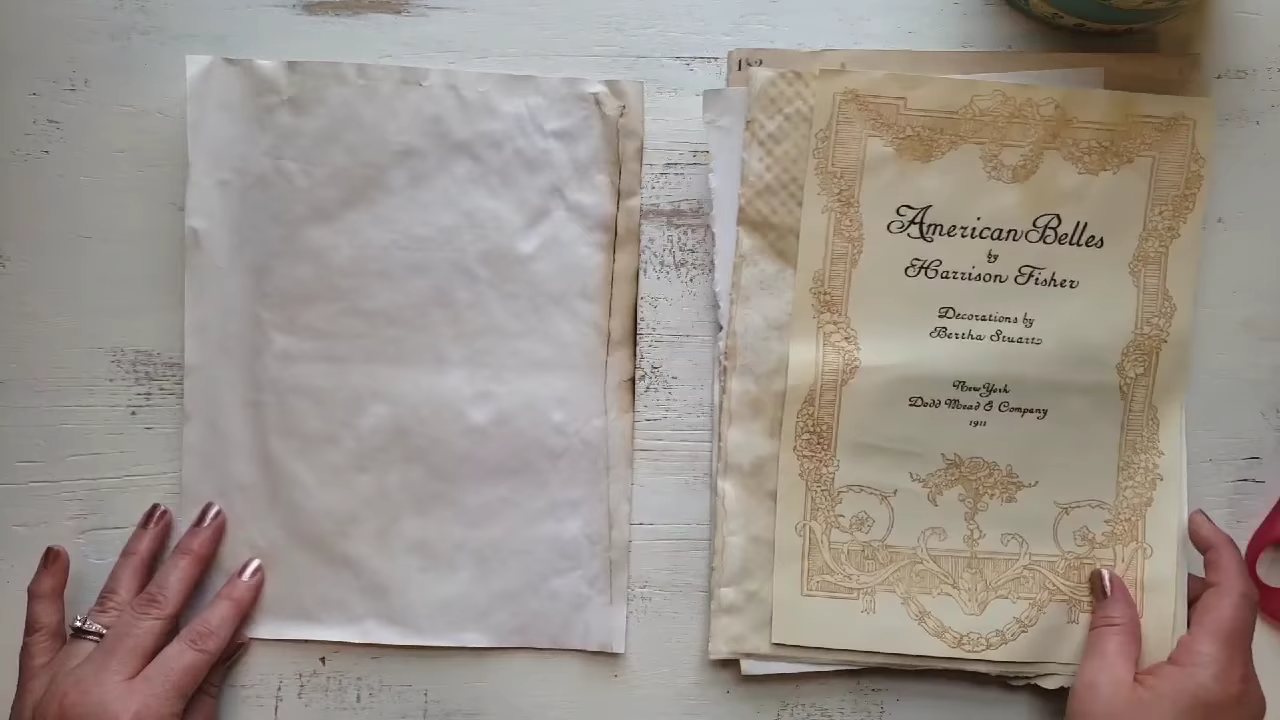 American Belles
by
Harrison Fisher
Decorations by
Bertha Stuart
New York
Dodd Mead & Company
1911